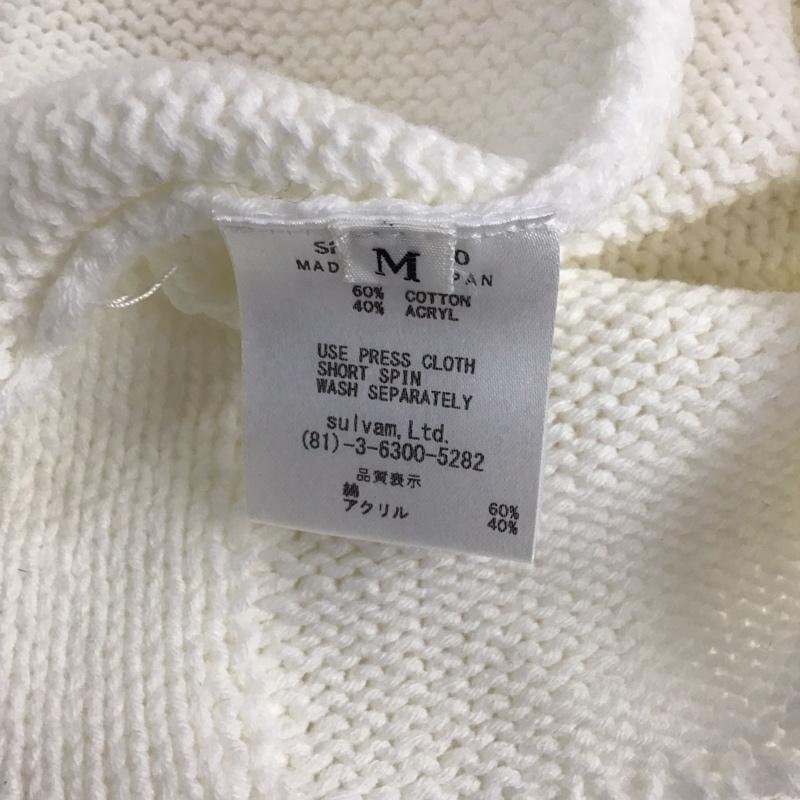 M
60% COTTON
40% ACRYL
USE PRESS CLOTH
SHORT SPIN
WASH SEPARATELY
sulvam, Ltd.
(81)-3-6300-5282
品質表示
綿 60%
アクリル 40%